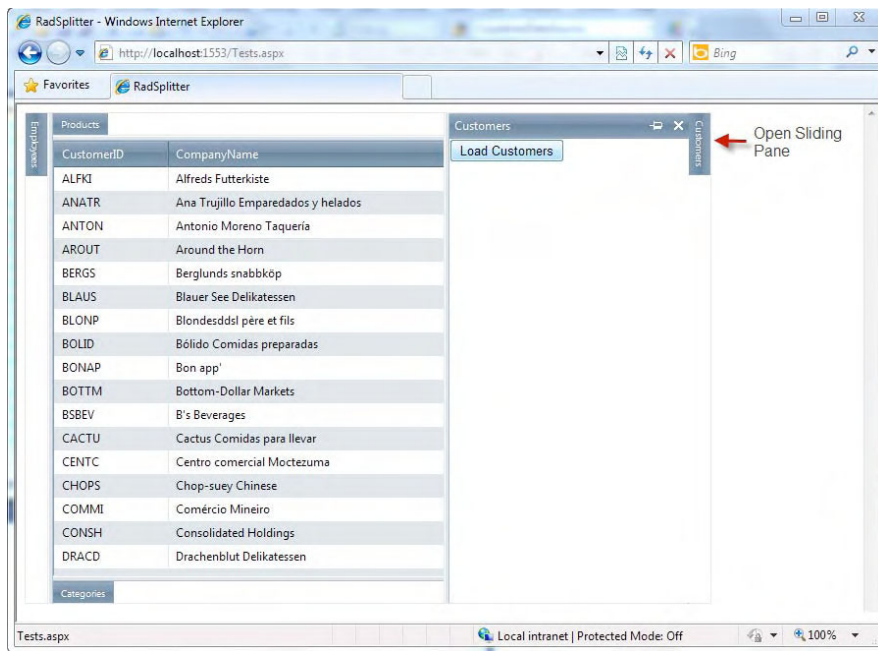 RadSplitter - Windows Internet Explorer
http://localhost:1553/Tests.aspx
Bing
Favorites
RadSplitter
Employees
Products
Customers
Customers
Open Sliding
Pane
CustomerID CompanyName
Load Customers
ALFKI Alfreds Futterkiste
ANATR Ana Trujillo Emparedados y helados
ANTON Antonio Moreno Taquería
AROUT Around the Horn
BERGS Berglunds snabbköp
BLAUS Blauer See Delikatessen
BLONP Blondesddsl père et fils
BOLID Bólido Comidas preparadas
BONAP Bon app'
BOTTM Bottom-Dollar Markets
BSBEV B's Beverages
CACTU Cactus Comidas para llevar
CENTC Centro comercial Moctezuma
CHOPS Chop-suey Chinese
COMMI Comércio Mineiro
CONSH Consolidated Holdings
DRACD Drachenblut Delikatessen
Categories
Tests.aspx
Local intranet | Protected Mode: Off
100%